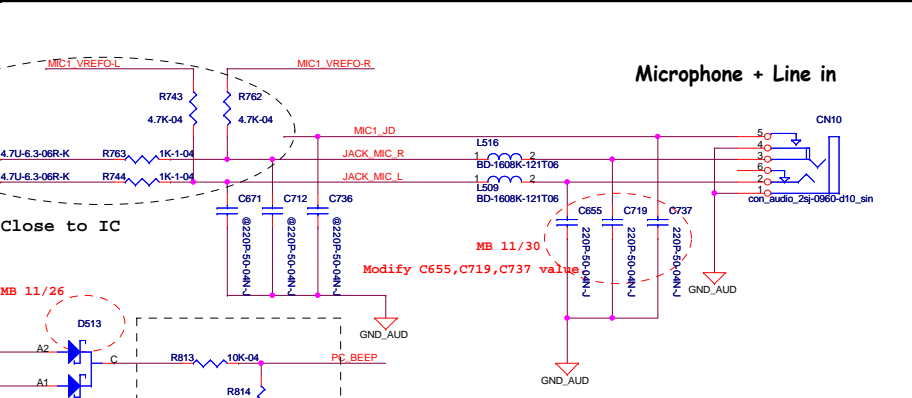 Microphone + Line in
MIC1_VREFO-L
MIC1_VREFO-R
R743
4.7K-04
R762
4.7K-04
MIC1_JD
CN10
5
4
3
6
2
1
con_audio_2sj-0960-d10_sin
4.7U-6.3-06R-K
R763
1K-1-04
JACK_MIC_R
L516
1
2
BD-1608K-121T06
4.7U-6.3-06R-K
R744
1K-1-04
JACK_MIC_L
L509
1
2
BD-1608K-121T06
Close to IC
C671
@220P-50-04N-J
C712
@220P-50-04N-J
C736
@220P-50-04N-J
C655
220P-50-04N-J
C719
220P-50-04N-J
C737
220P-50-04N-J
MB 11/30
Modify C655,C719,C737 value
GND_AUD
GND_AUD
GND_AUD
MB 11/26
D513
A2
A1
C
R813
10K-04
PC_BEEP
R814